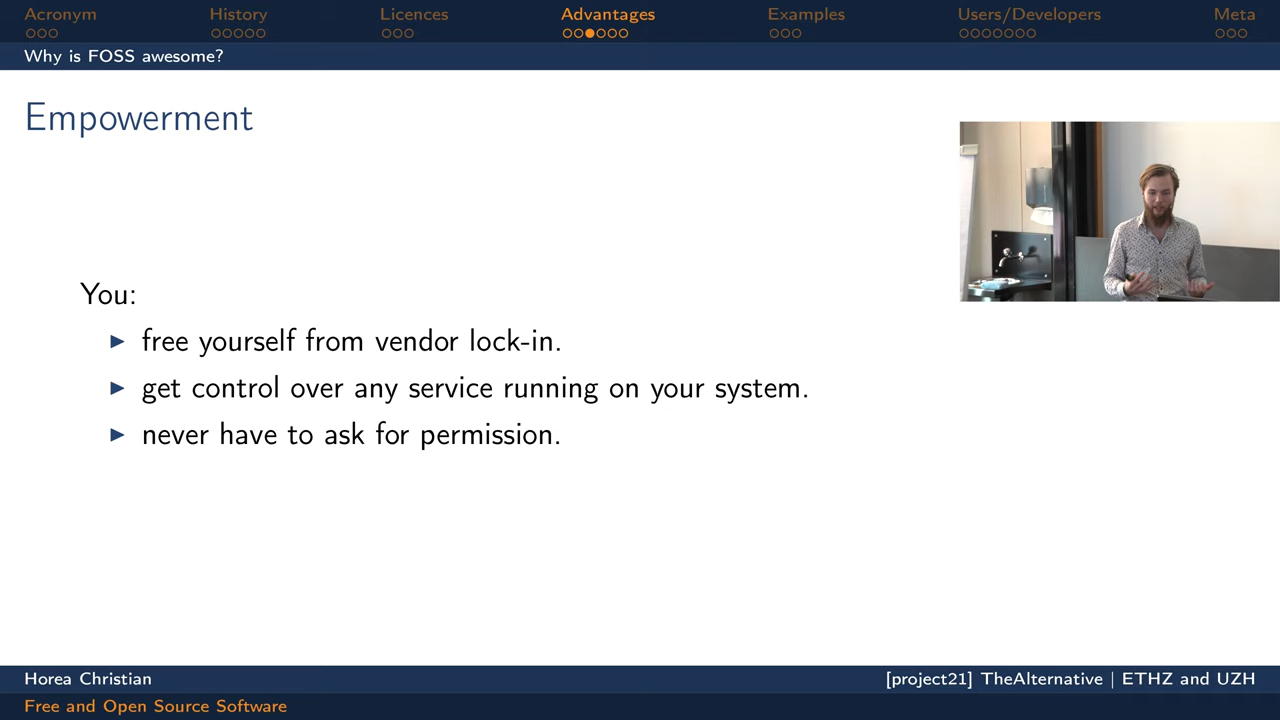 Acronym History Licences Advantages Examples Users/Developers Meta
Why is FOSS awesome?
Empowerment
You:
free yourself from vendor lock-in.
get control over any service running on your system.
never have to ask for permission.
Horea Christian [project21] TheAlternative | ETHZ and UZH
Free and Open Source Software